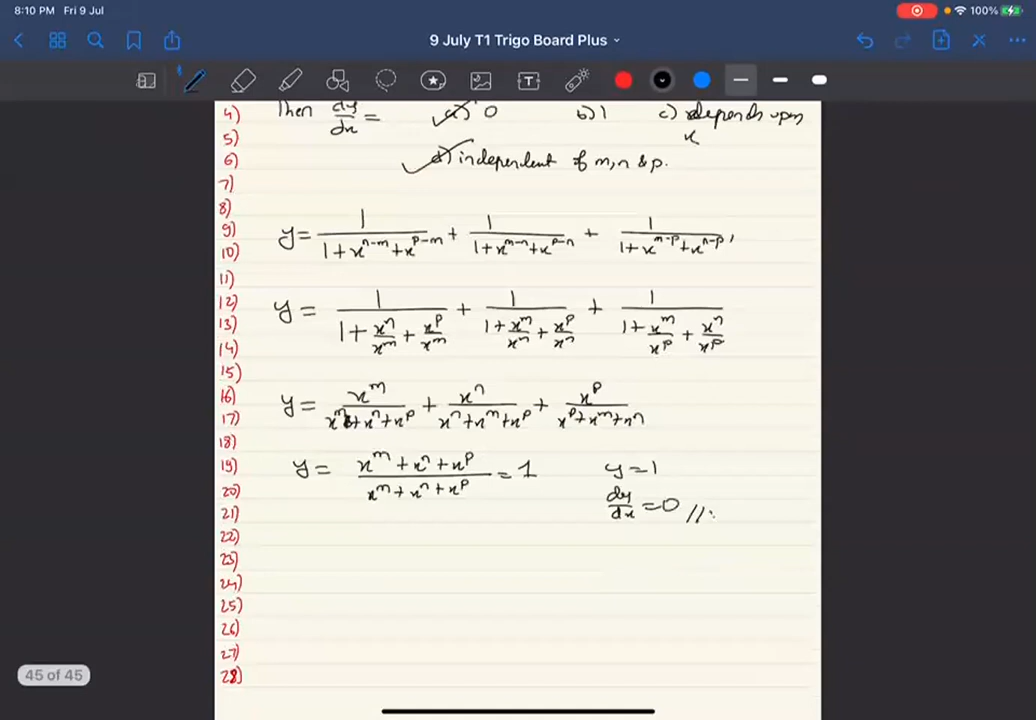 8:10 PM Fri 9 Jul 100%
9 July T1 Trigo Board Plus
4) Then dy/dx = a) 0 b) 1 c) depends upon
5) x
6) d) independent of m, n & p.
7)
8)
9) y = 1/(1+x^(n-m)+x^(p-m)) + 1/(1+x^(m-n)+x^(p-n)) + 1/(1+x^(m-p)+x^(n-p)),
10)
11)
12) y = 1/(1+x^n/x^m+x^p/x^m) + 1/(1+x^m/x^n+x^p/x^n) + 1/(1+x^m/x^p+x^n/x^p)
13)
14)
15)
16) y = x^m/(x^m+x^n+x^p) + x^n/(x^n+x^m+x^p) + x^p/(x^p+x^m+x^n)
17)
18)
19) y = (x^m+x^n+x^p)/(x^m+x^n+x^p) = 1 y = 1
20)
21) dy/dx = 0 //
22)
23)
24)
25)
26)
27)
28)
45 of 45